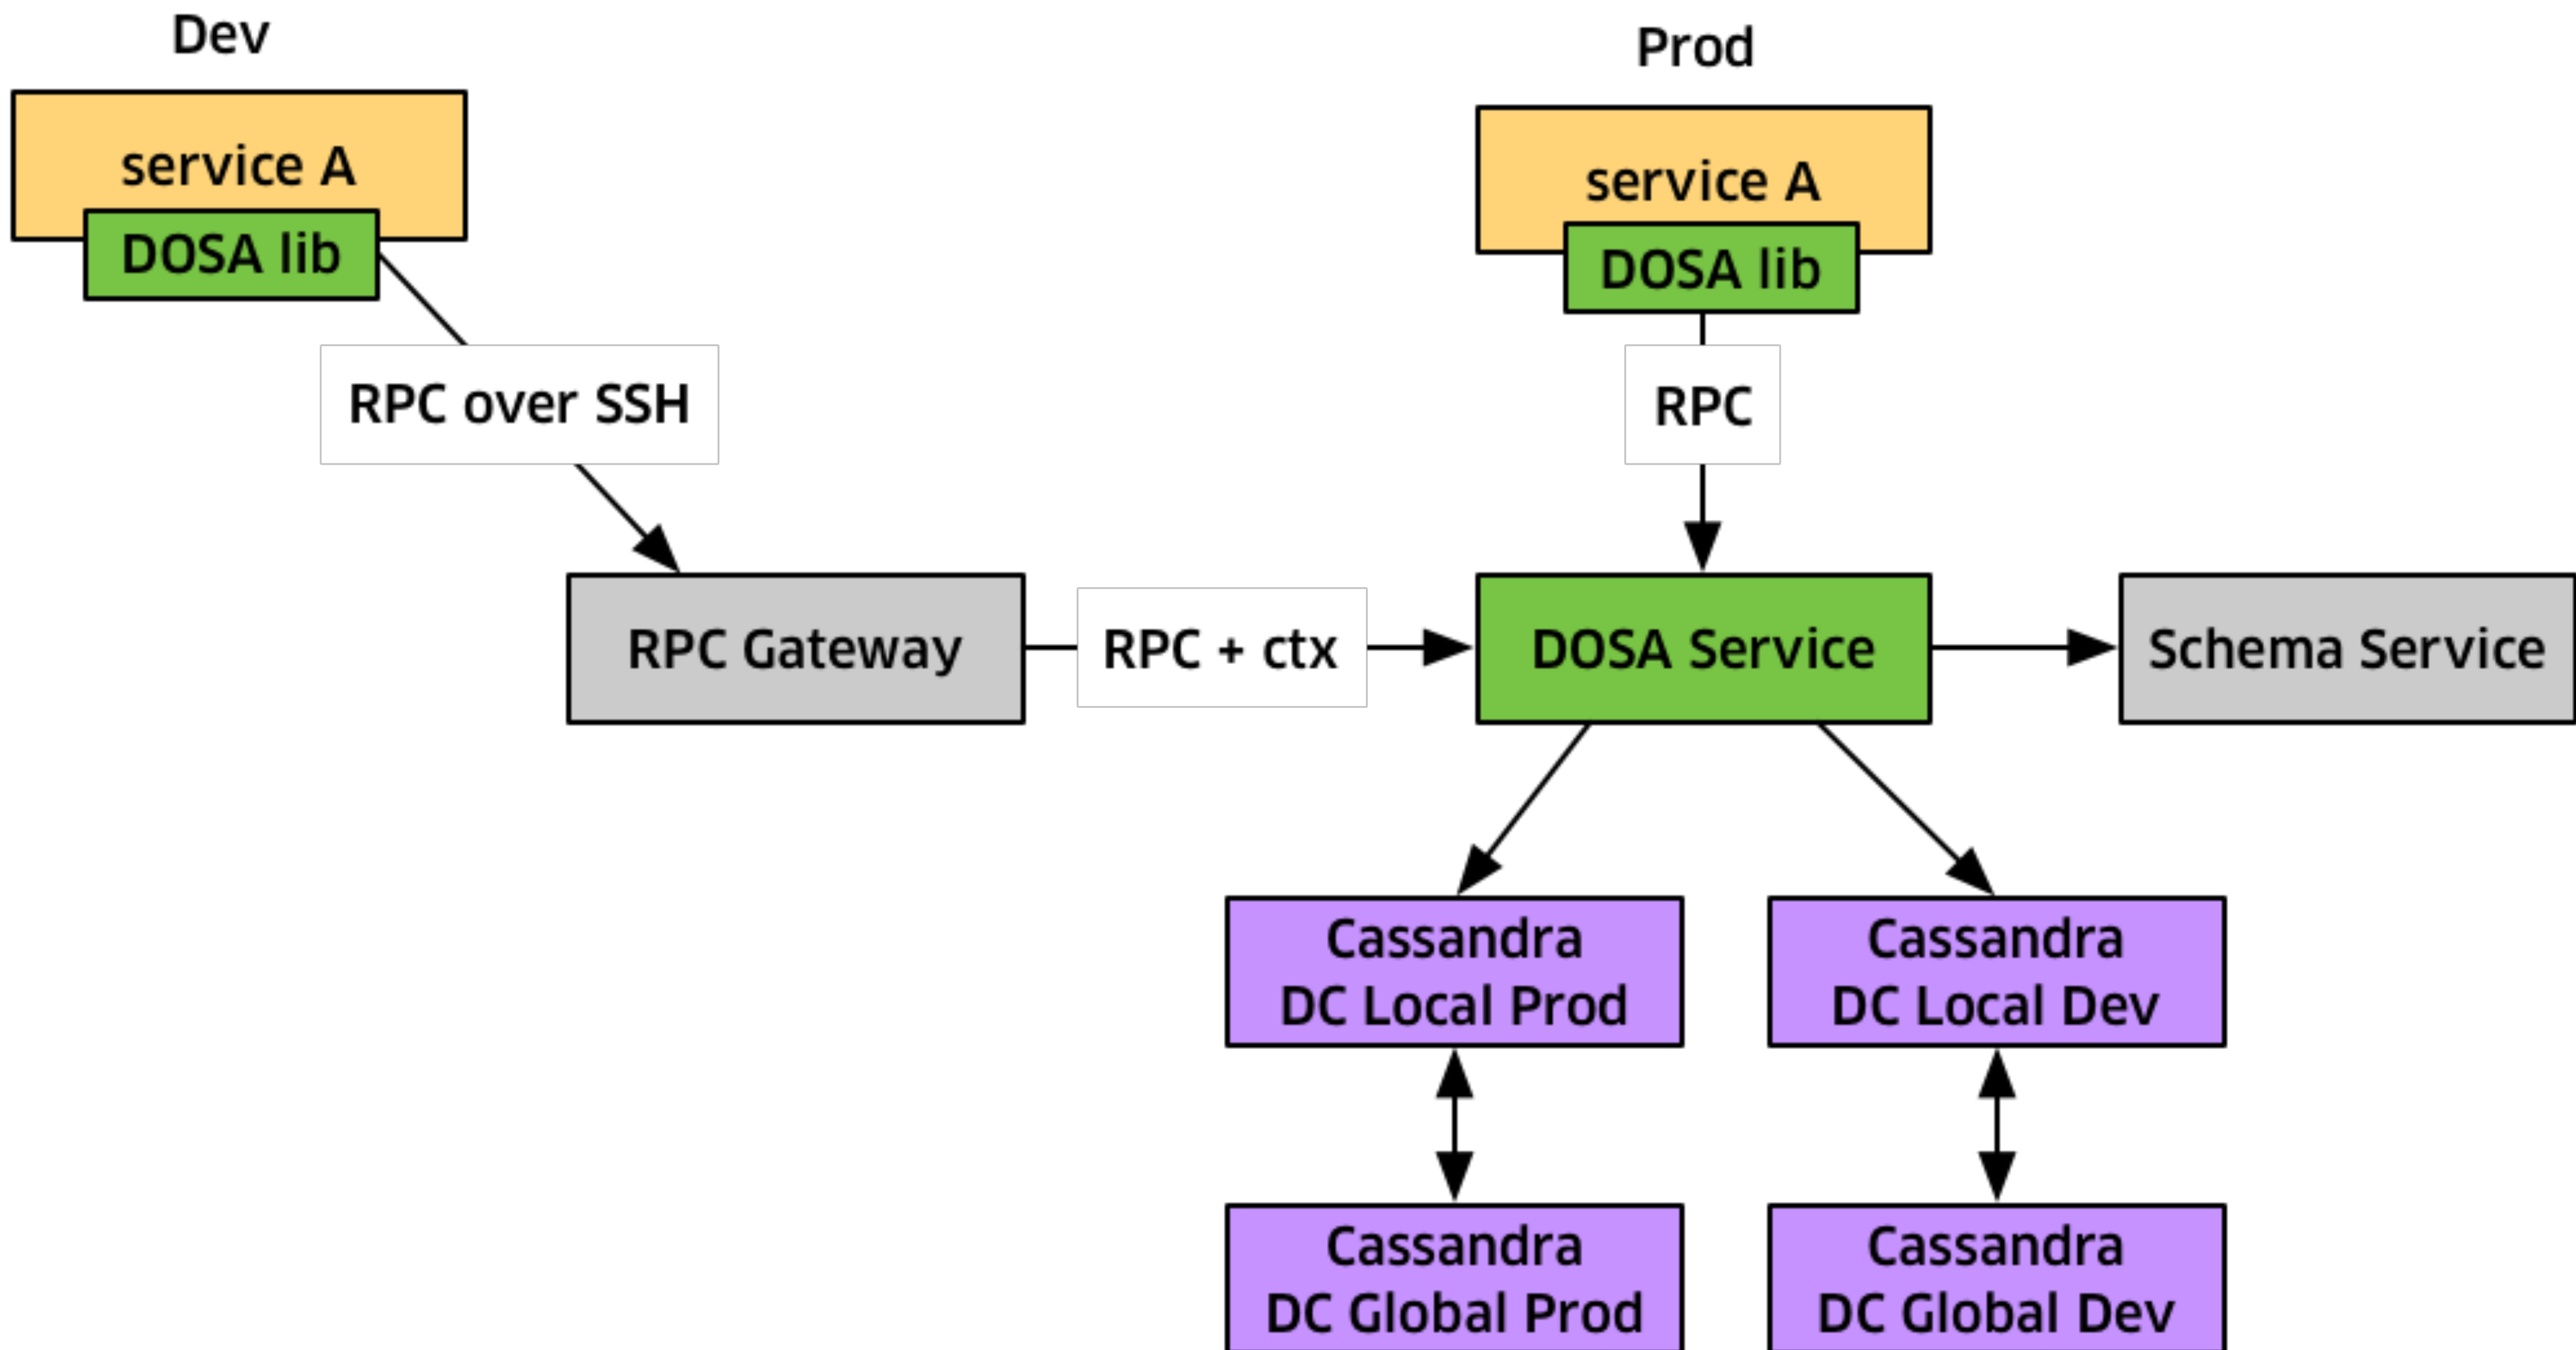 Dev
Prod
service A
DOSA lib
service A
DOSA lib
RPC over SSH
RPC
RPC Gateway
RPC + ctx
DOSA Service
Schema Service
Cassandra
DC Local Prod
Cassandra
DC Local Dev
Cassandra
DC Global Prod
Cassandra
DC Global Dev